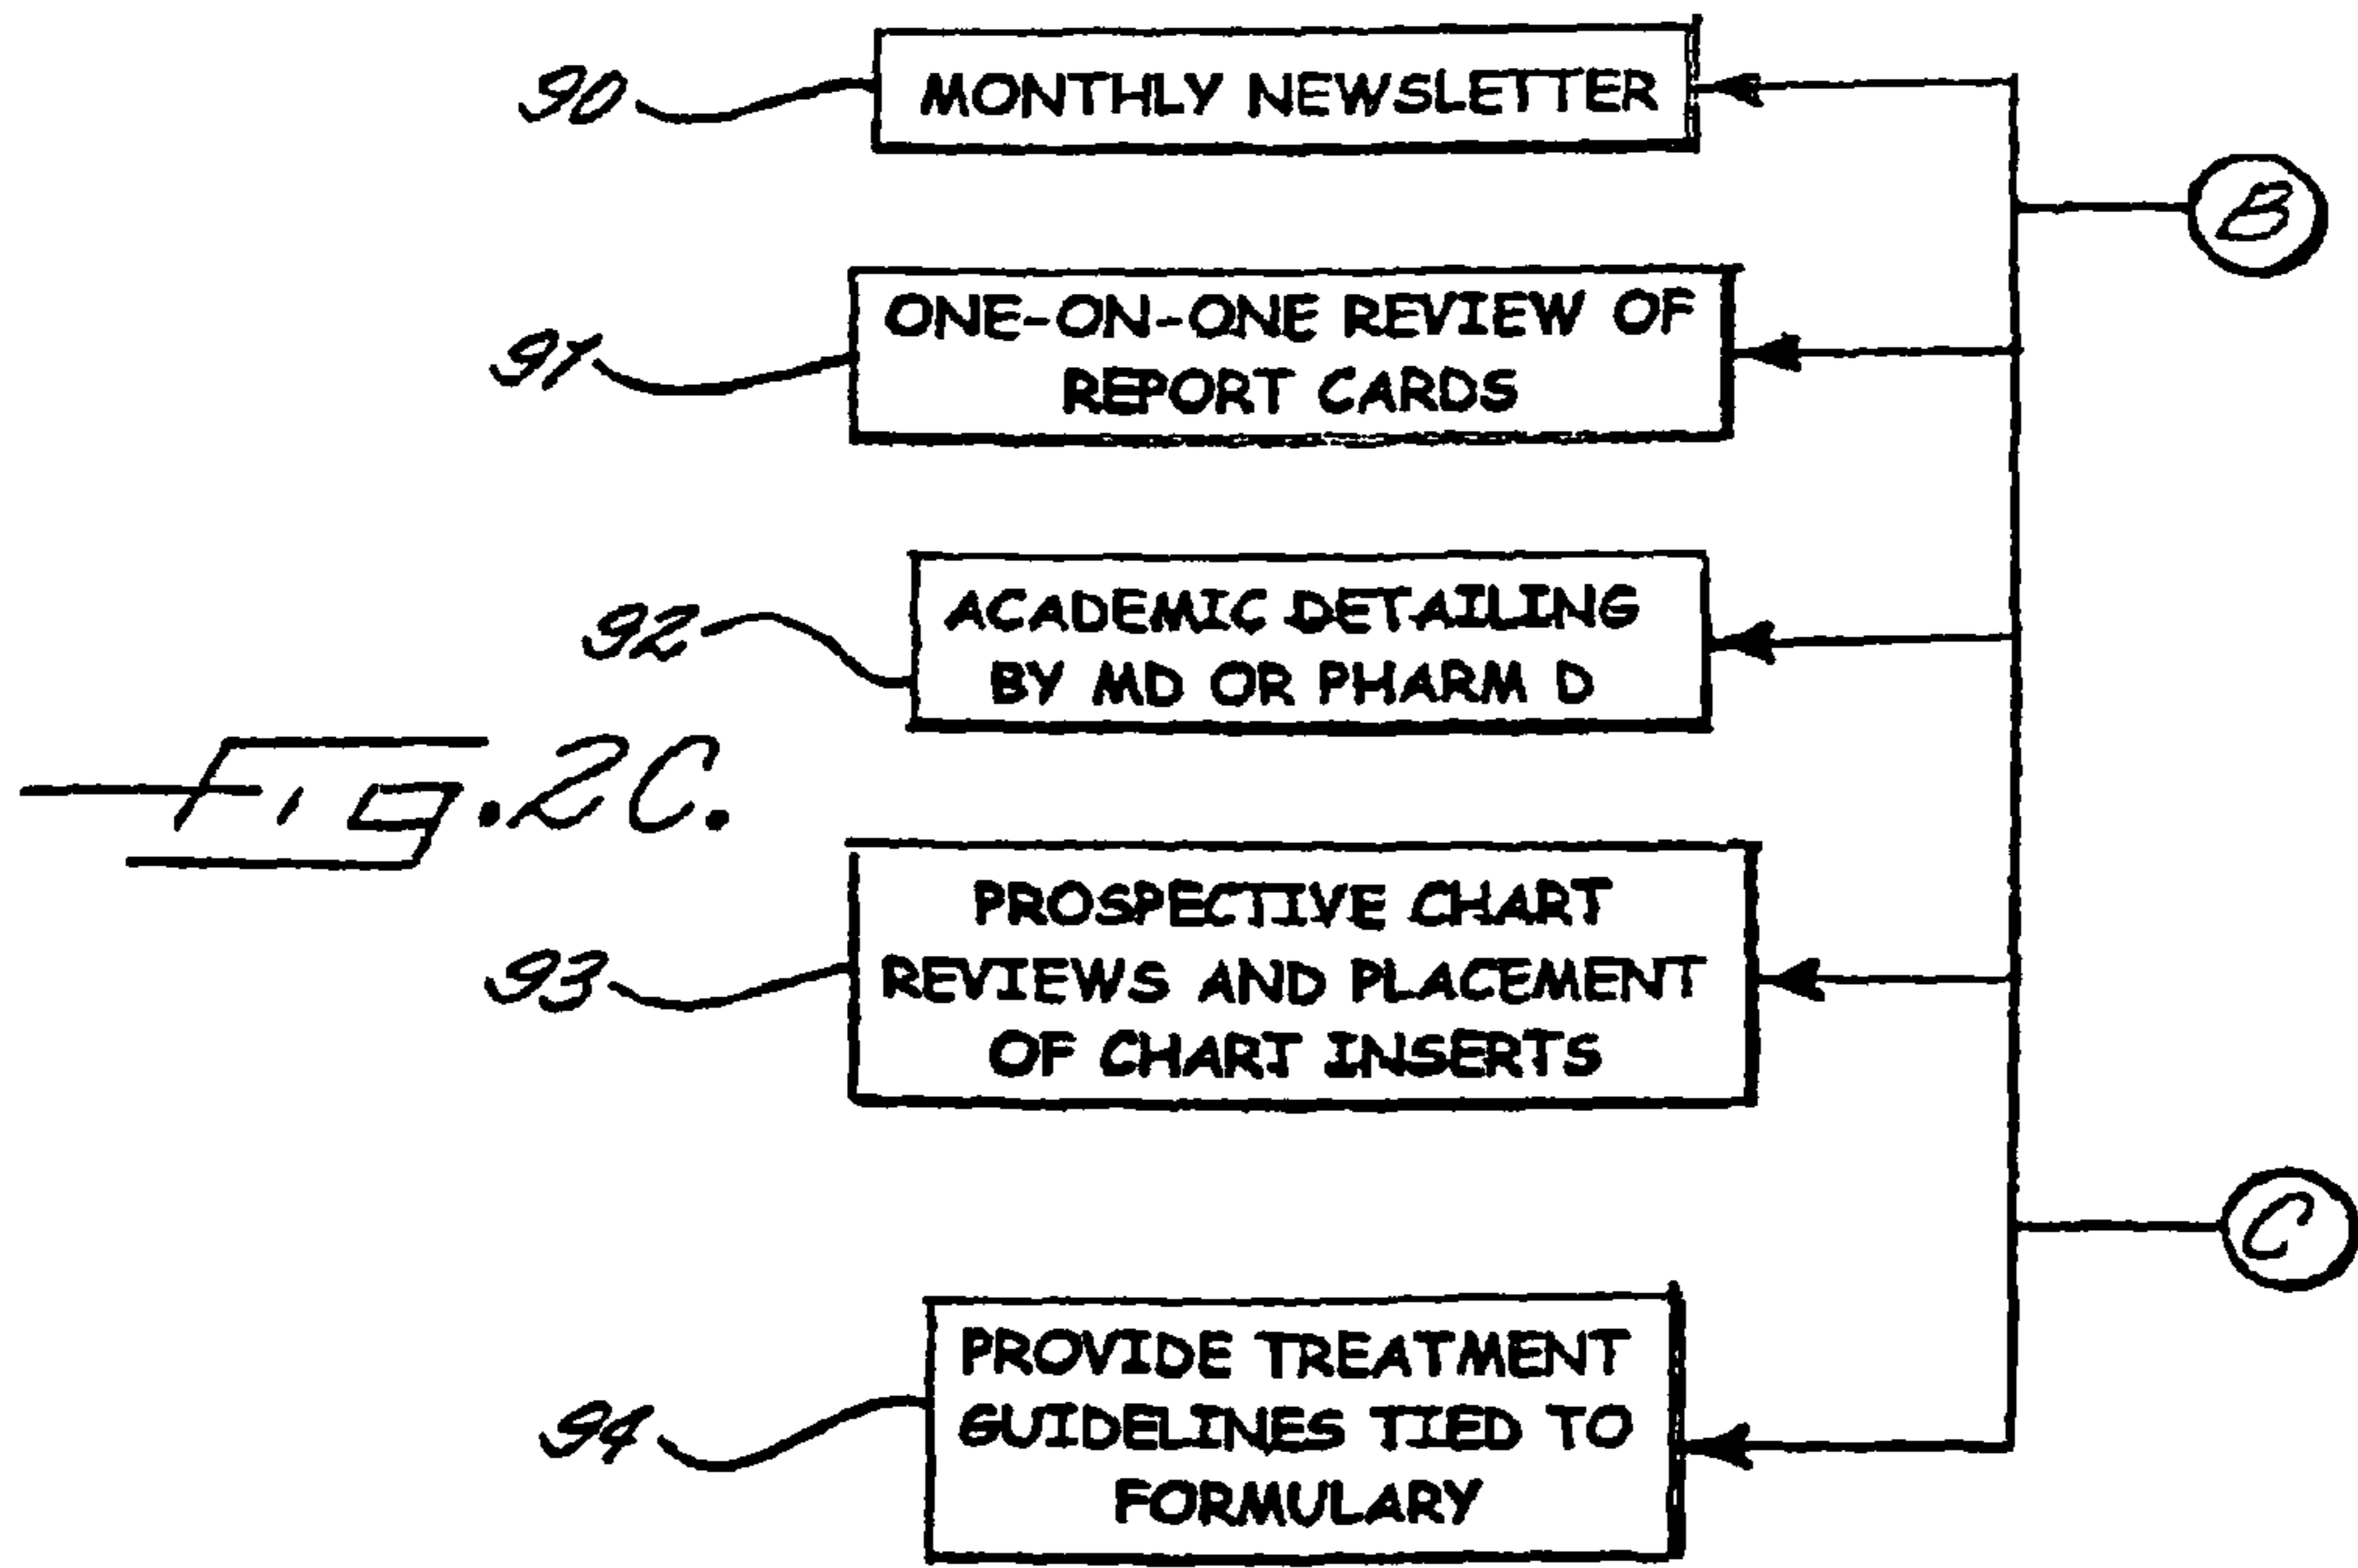 90
MONTHLY NEWSLETTER
B
91
ONE-ON-ONE REVIEW OF
REPORT CARDS
92
ACADEMIC DETAILING
BY MD OR PHARM D
Fig. 2C.
93
PROSPECTIVE CHART
REVIEWS AND PLACEMENT
OF CHART INSERTS
C
94
PROVIDE TREATMENT
GUIDELINES TIED TO
FORMULARY